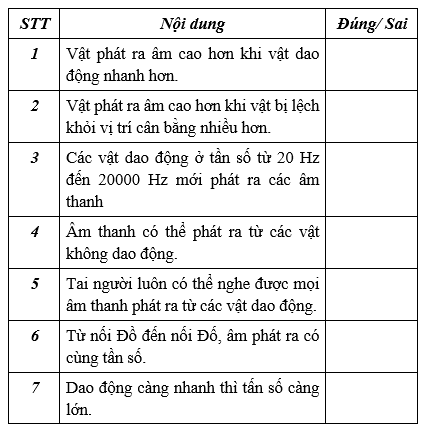 STT Nội dung Đúng/ Sai
1 Vật phát ra âm cao hơn khi vật dao
động nhanh hơn.
2 Vật phát ra âm cao hơn khi vật bị lệch
khỏi vị trí cân bằng nhiều hơn.
3 Các vật dao động ở tần số từ 20 Hz
đến 20000 Hz mới phát ra các âm
thanh
4 Âm thanh có thể phát ra từ các vật
không dao động.
5 Tai người luôn có thể nghe được mọi
âm thanh phát ra từ các vật dao động.
6 Từ nối Đồ đến nối Đố, âm phát ra có
cùng tần số.
7 Dao động càng nhanh thì tấn số càng
lớn.